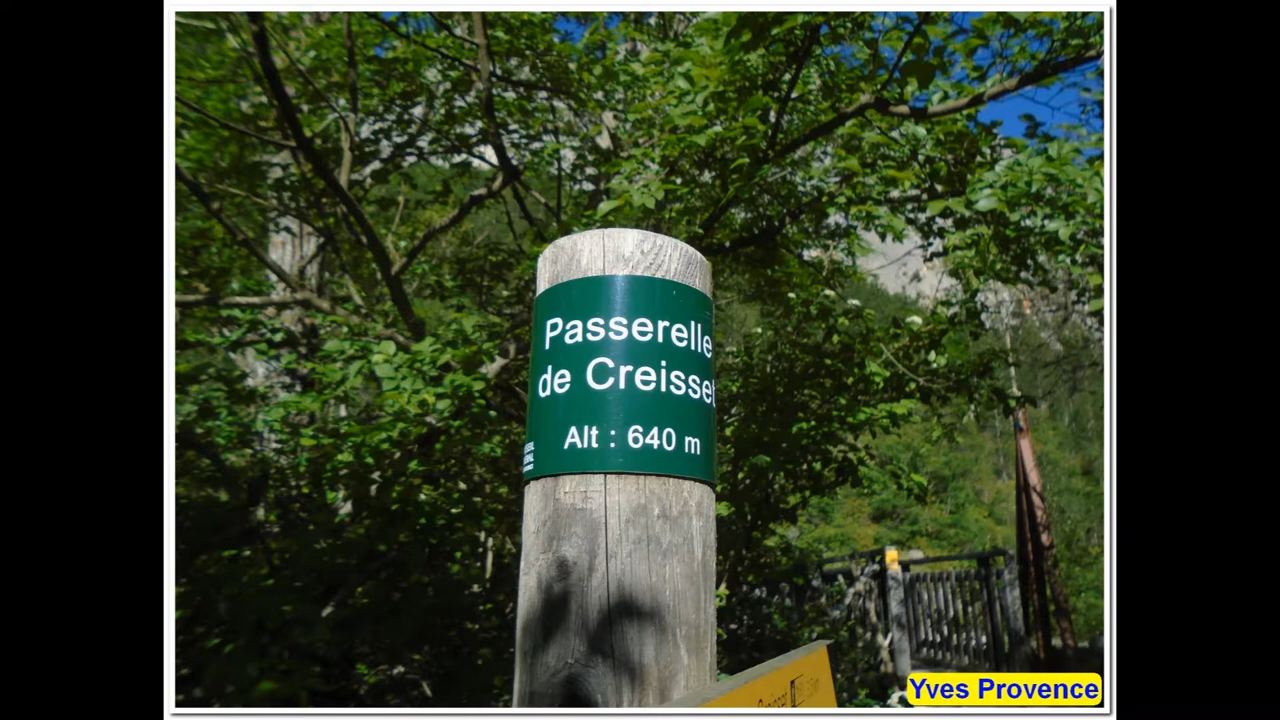 Passerelle
de Creisset
Alt : 640 m
Yves Provence